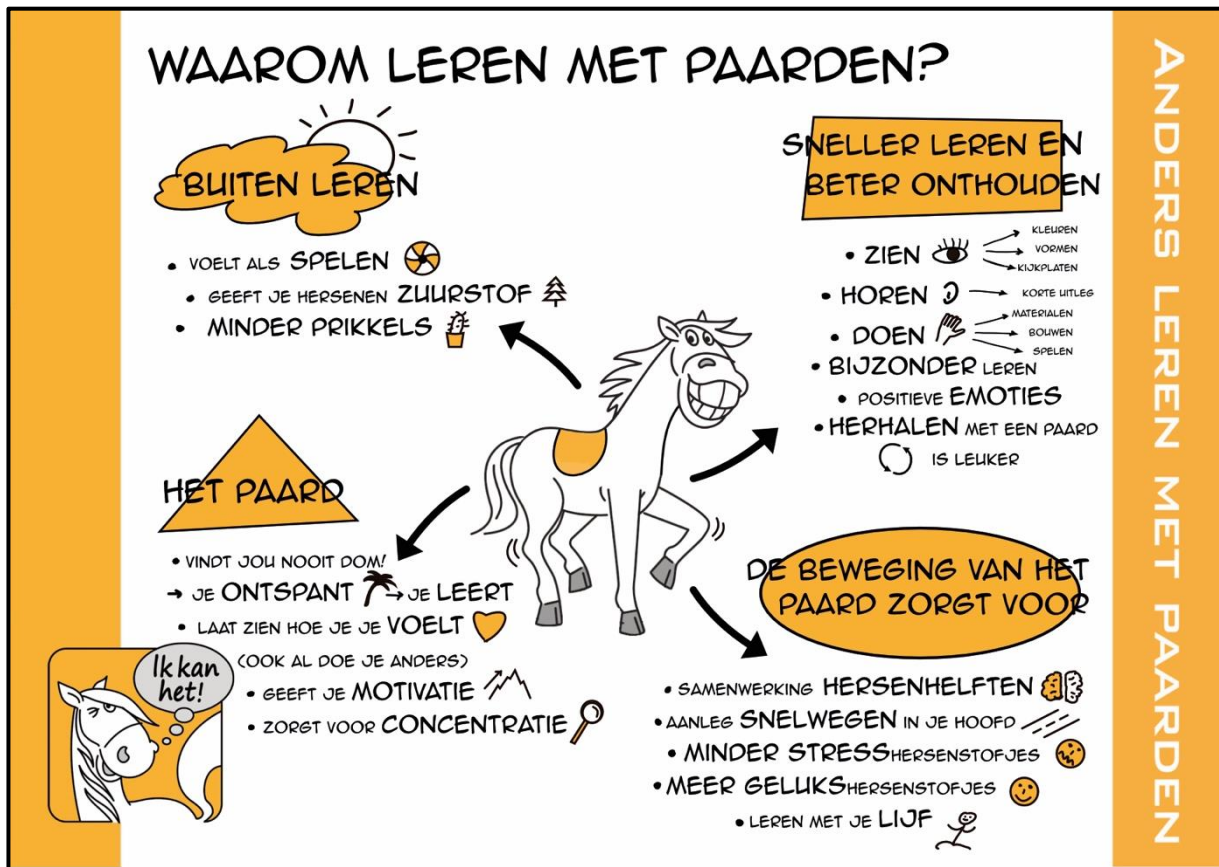 WAAROM LEREN MET PAARDEN?
BUITEN LEREN
• VOELT ALS SPELEN
• GEEFT JE HERSENEN ZUURSTOF
• MINDER PRIKKELS
SNELLER LEREN EN
BETER ONTHOUDEN
• ZIEN
KLEUREN
VORMEN
KIJKPLATEN
• HOREN
KORTE UITLEG
• DOEN
MATERIALEN
BOUWEN
SPELEN
• BIJZONDER LEREN
• POSITIEVE EMOTIES
• HERHALEN MET EEN PAARD
IS LEUKER
HET PAARD
• VINDT JOU NOOIT DOM!
→ JE ONTSPANT → JE LEERT
• LAAT ZIEN HOE JE JE VOELT
(OOK AL DOE JE ANDERS)
• GEEFT JE MOTIVATIE
• ZORGT VOOR CONCENTRATIE
Ik kan
het!
DE BEWEGING VAN HET
PAARD ZORGT VOOR
• SAMENWERKING HERSENHELFTEN
• AANLEG SNELWEGEN IN JE HOOFD
• MINDER STRESSHERSENSTOFJES
• MEER GELUKSHERSENSTOFJES
• LEREN MET JE LIJF
ANDERS LEREN MET PAARDEN